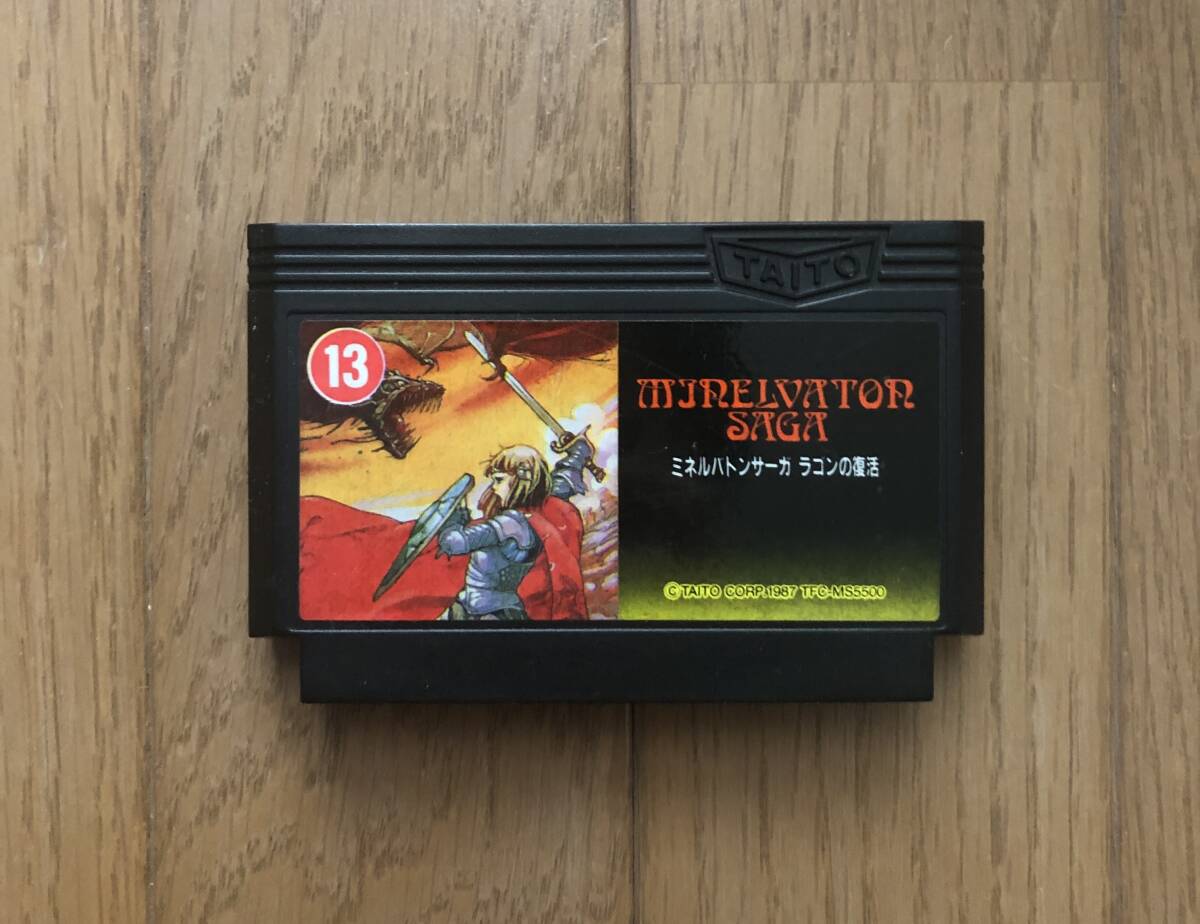 TAITO
13
MINELVATON
SAGA
ミネルバトンサーガ ラゴンの復活
©TAITO CORP.1987 TFC-MS5500